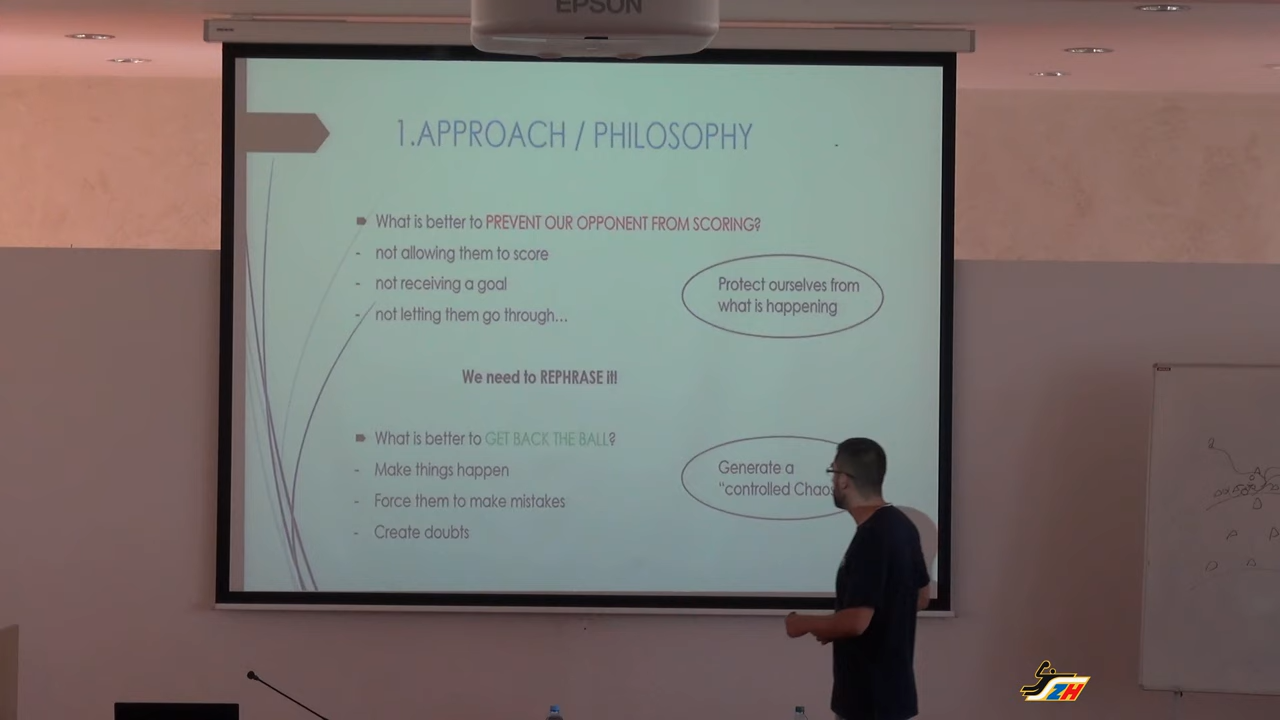 EPSON
1.APPROACH / PHILOSOPHY
What is better to PREVENT OUR OPPONENT FROM SCORING?
- not allowing them to score
- not receiving a goal
- not letting them go through...
Protect ourselves from
what is happening
We need to REPHRASE it!
What is better to GET BACK THE BALL?
- Make things happen
- Force them to make mistakes
- Create doubts
Generate a
"controlled Chaos
ZH